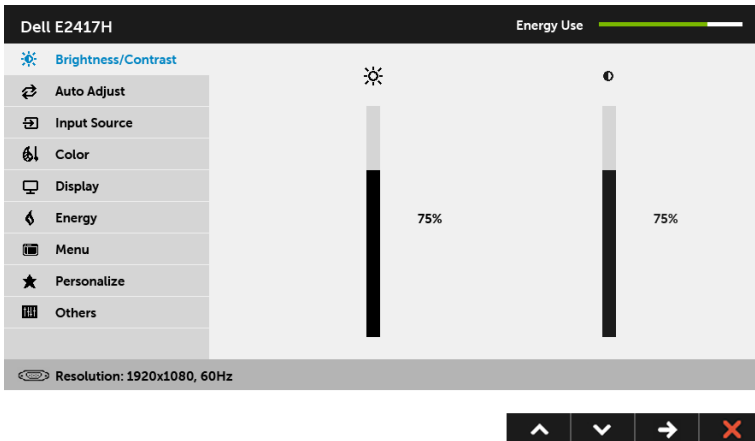 Dell E2417H
Energy Use
Brightness/Contrast
Auto Adjust
Input Source
Color
Display
Energy
75%
75%
Menu
Personalize
Others
Resolution: 1920x1080, 60Hz